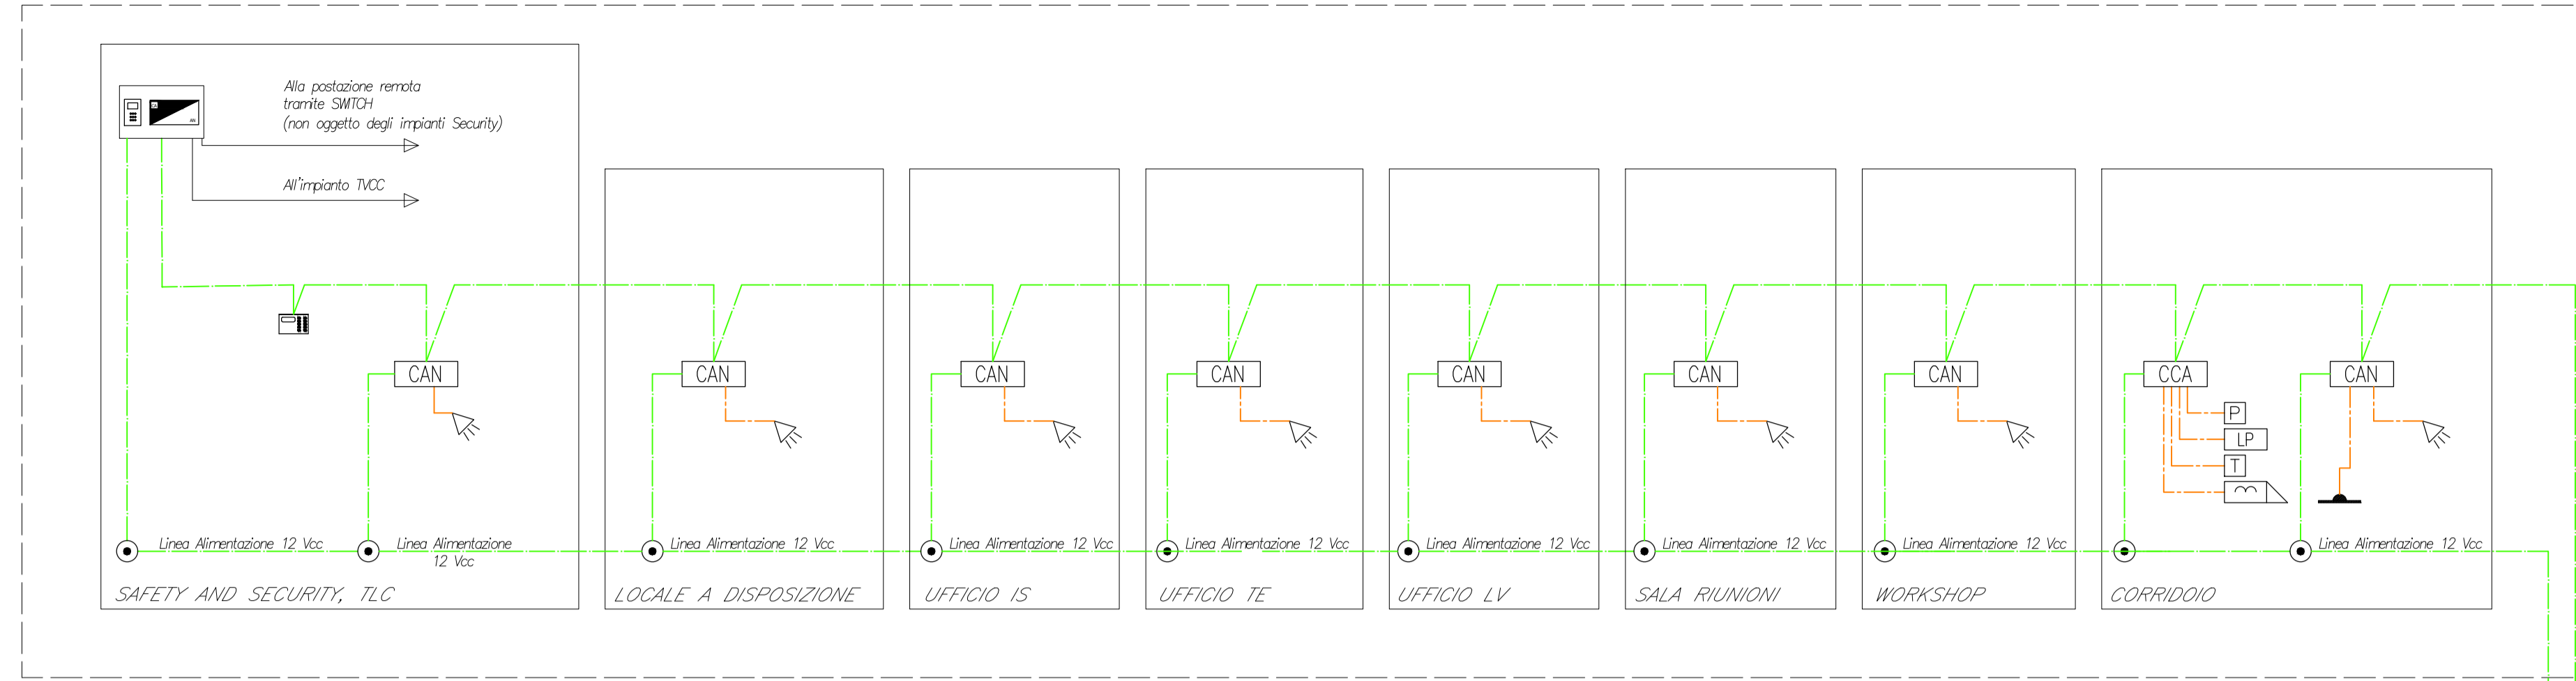 Alla postazione remota
tramite SWITCH
(non oggetto degli impianti Security)
All'impianto TVCC
CAN
CAN
CAN
CAN
CAN
CAN
CAN
CCA
CAN
P
LP
T
Linea Alimentazione 12 Vcc
Linea Alimentazione
12 Vcc
Linea Alimentazione 12 Vcc
Linea Alimentazione 12 Vcc
Linea Alimentazione 12 Vcc
Linea Alimentazione 12 Vcc
Linea Alimentazione 12 Vcc
Linea Alimentazione 12 Vcc
Linea Alimentazione 12 Vcc
SAFETY AND SECURITY, TLC
LOCALE A DISPOSIZIONE
UFFICIO IS
UFFICIO TE
UFFICIO LV
SALA RIUNIONI
WORKSHOP
CORRIDOIO